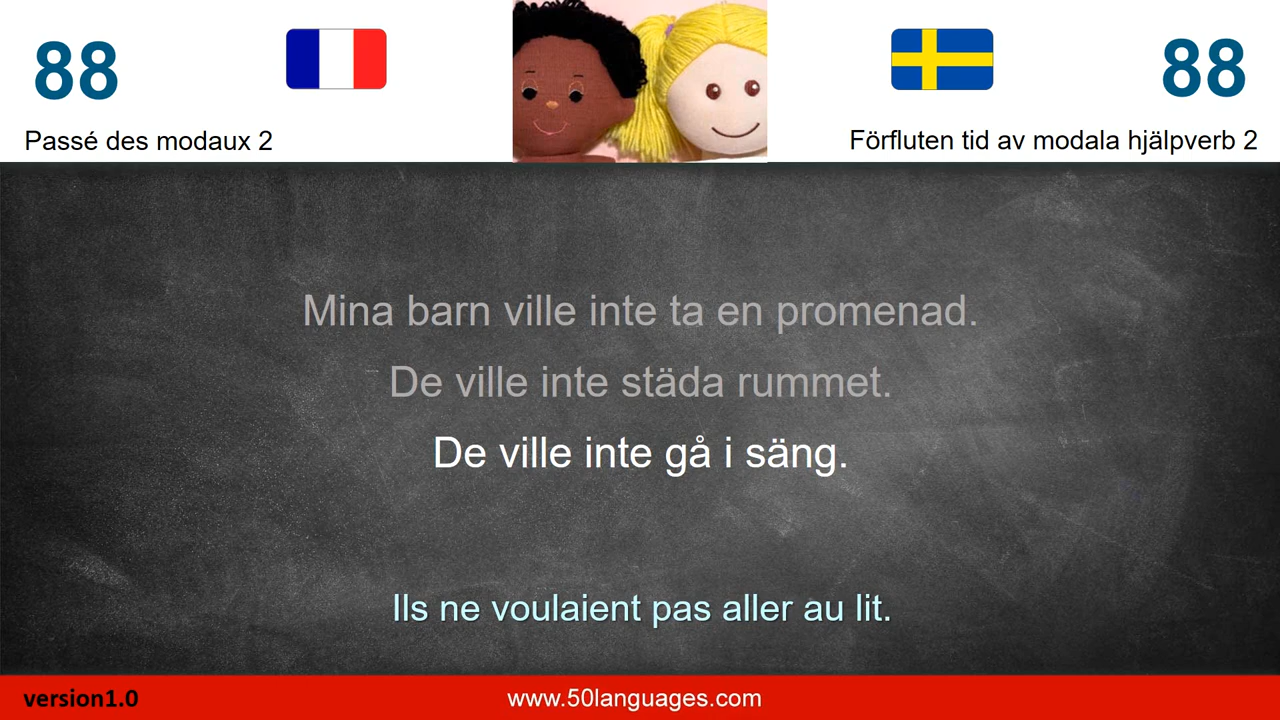 88
88
Passé des modaux 2
Förfluten tid av modala hjälpverb 2
Mina barn ville inte ta en promenad.
De ville inte städa rummet.
De ville inte gå i säng.
Ils ne voulaient pas aller au lit.
version1.0
www.50languages.com